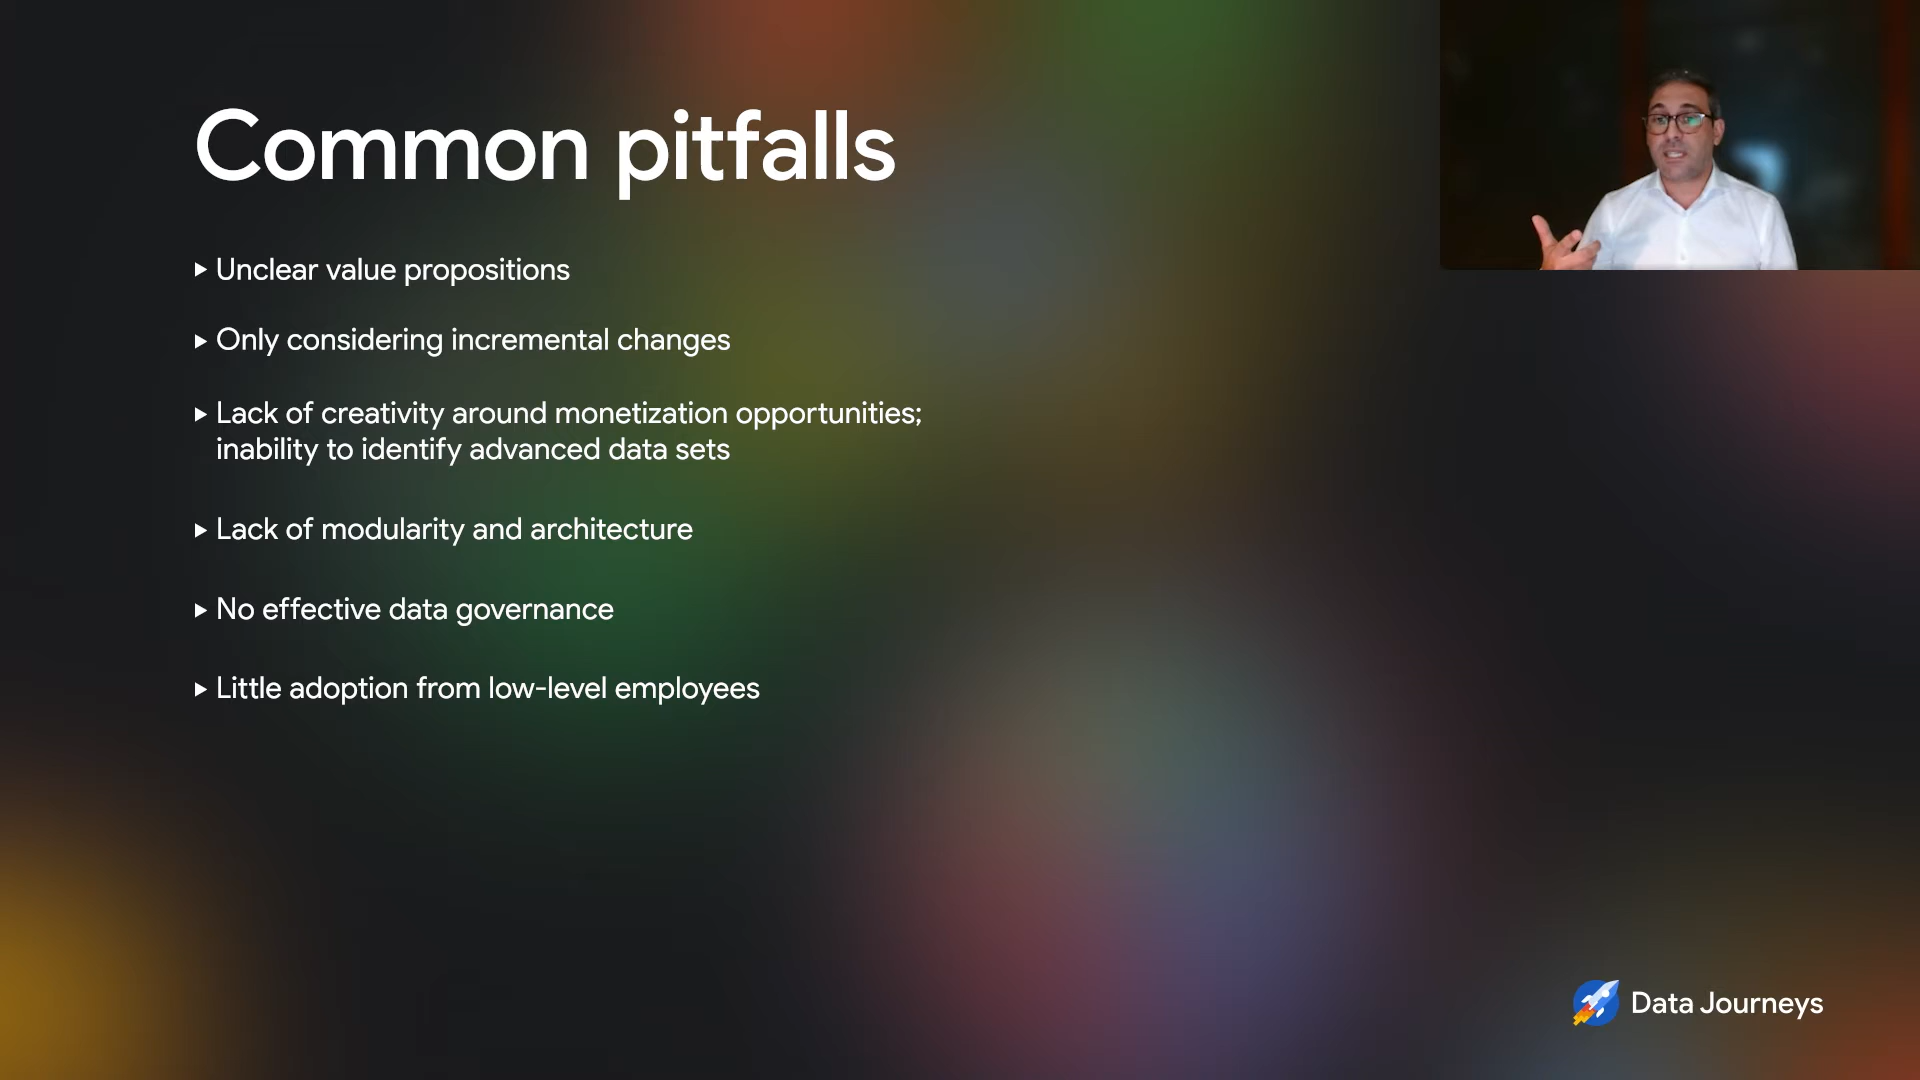 Common pitfalls
Unclear value propositions
Only considering incremental changes
Lack of creativity around monetization opportunities;
inability to identify advanced data sets
Lack of modularity and architecture
No effective data governance
Little adoption from low-level employees
Data Journeys